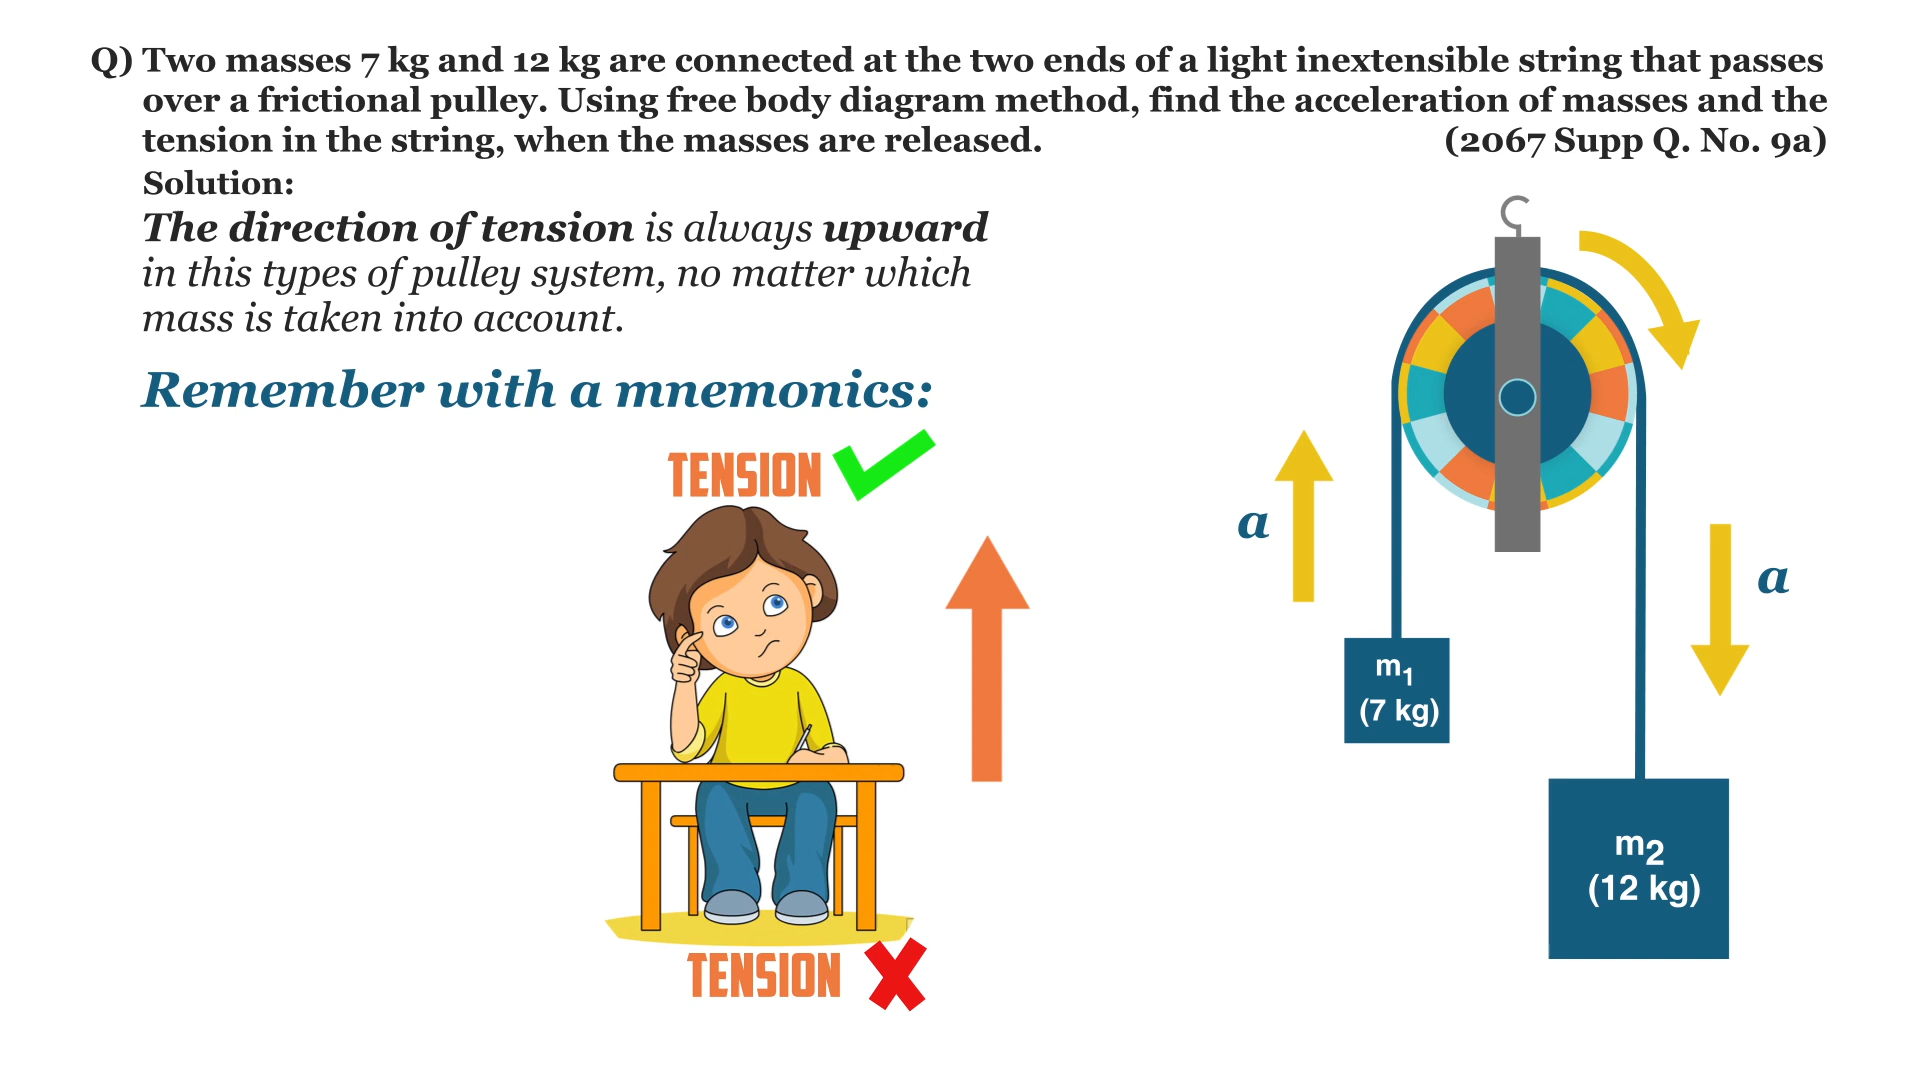 Q) Two masses 7 kg and 12 kg are connected at the two ends of a light inextensible string that passes
over a frictional pulley. Using free body diagram method, find the acceleration of masses and the
tension in the string, when the masses are released. (2067 Supp Q. No. 9a)
Solution:
The direction of tension is always upward
in this types of pulley system, no matter which
mass is taken into account.
Remember with a mnemonics:
TENSION
TENSION
a
a
m₁
(7 kg)
m₂
(12 kg)